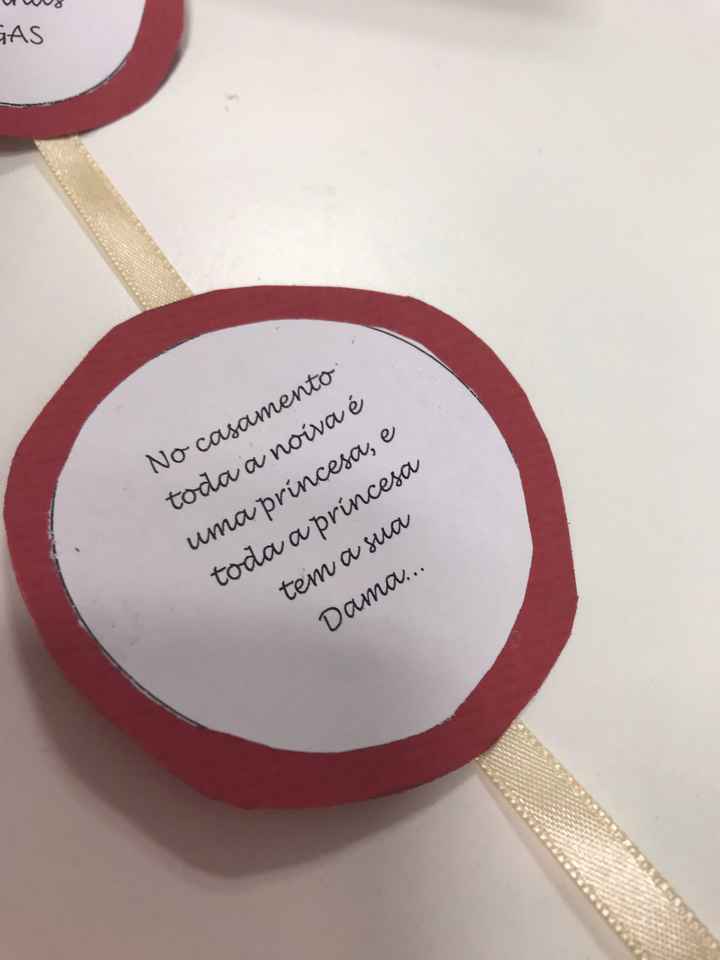 GAS
No casamento
toda a noiva é
uma princesa, e
toda a princesa
tem a sua
Dama...